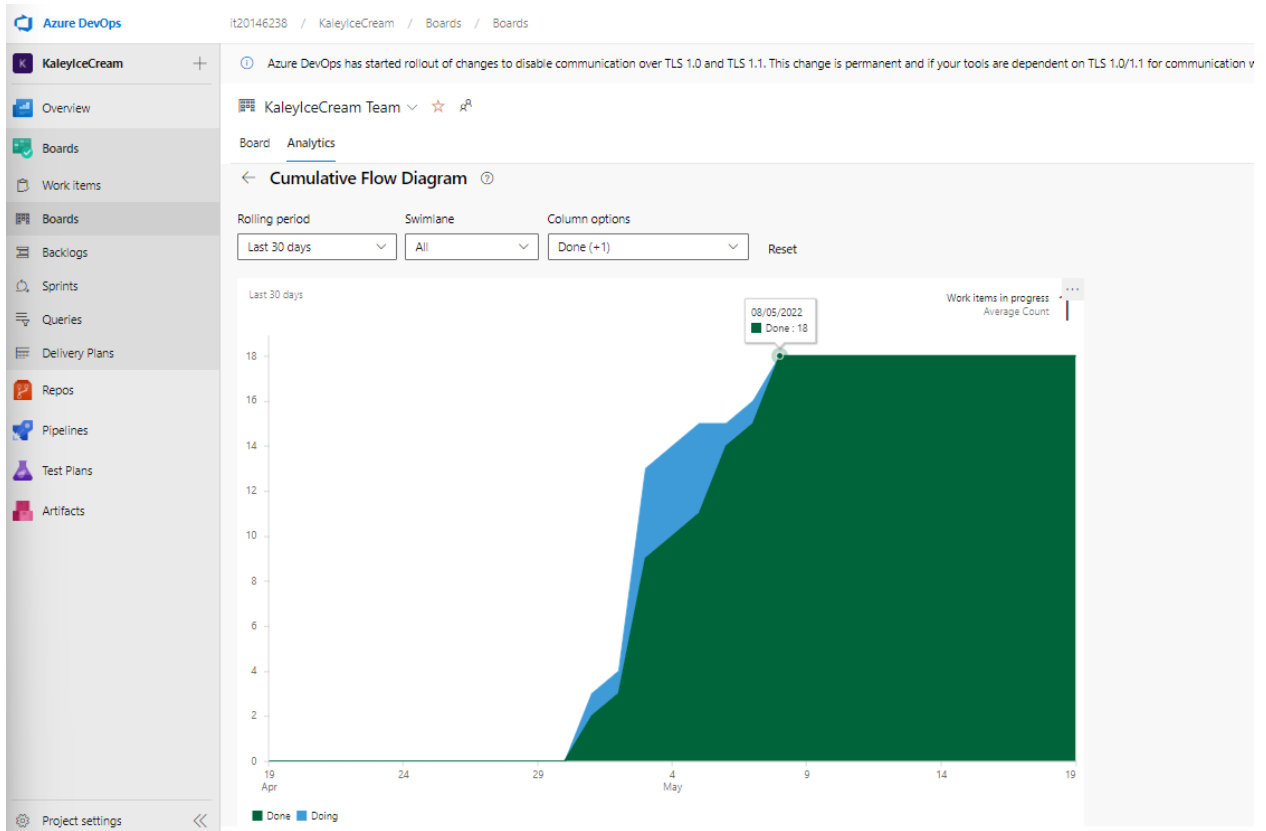 Azure DevOps
it20146238 / KaleyIceCream / Boards / Boards
K KaleyIceCream
Azure DevOps has started rollout of changes to disable communication over TLS 1.0 and TLS 1.1. This change is permanent and if your tools are dependent on TLS 1.0/1.1 for communication w
Overview
Boards
Work items
Boards
Backlogs
Sprints
Queries
Delivery Plans
Repos
Pipelines
Test Plans
Artifacts
Project settings
KaleyIceCream Team
Board Analytics
Cumulative Flow Diagram
Rolling period Swimlane Column options
Last 30 days All Done (+1) Reset
Last 30 days
Work items in progress
Average Count
08/05/2022
Done : 18
18
16
14
12
10
8
6
4
2
0
19 24 29 4 9 14 19
Apr May
Done Doing